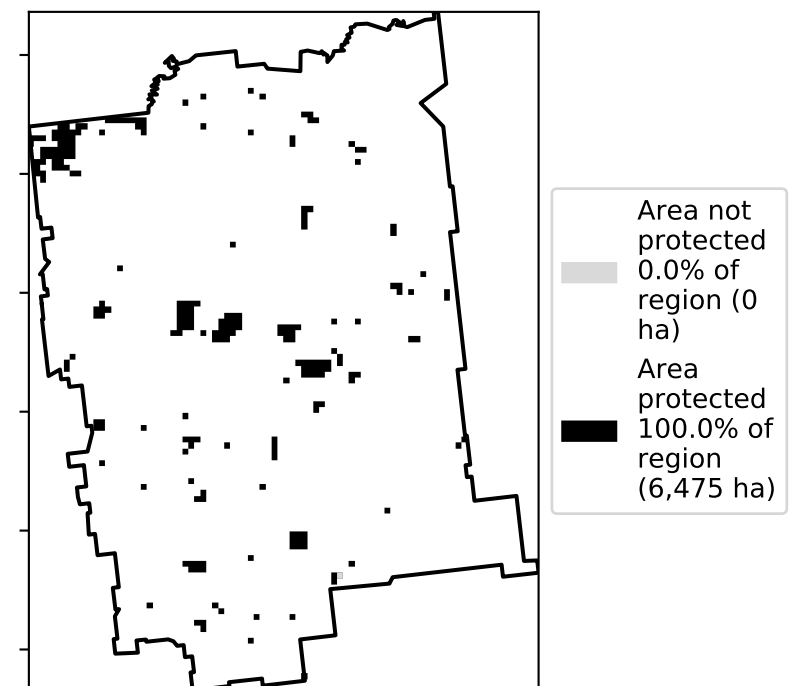 Area not
protected
0.0% of
region (0
ha)
Area
protected
100.0% of
region
(6,475 ha)